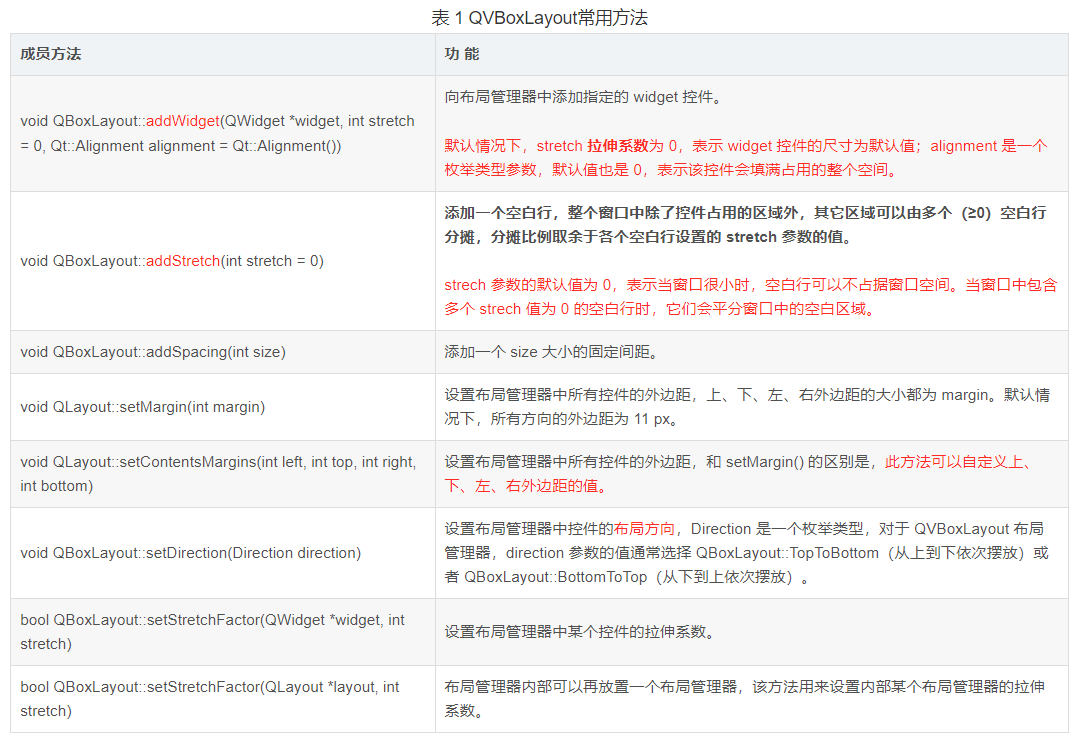 表 1 QVBoxLayout常用方法
成员方法
功 能
void QBoxLayout::addWidget(QWidget *widget, int stretch
= 0, Qt::Alignment alignment = Qt::Alignment())
向布局管理器中添加指定的 widget 控件。
默认情况下，stretch 拉伸系数为 0，表示 widget 控件的尺寸为默认值；alignment 是一个
枚举类型参数，默认值也是 0，表示该控件会填满占用的整个空间。
void QBoxLayout::addStretch(int stretch = 0)
添加一个空白行，整个窗口中除了控件占用的区域外，其它区域可以由多个（≥0）空白行
分摊，分摊比例取余于各个空白行设置的 stretch 参数的值。
strech 参数的默认值为 0，表示当窗口很小时，空白行可以不占据窗口空间。当窗口中包含
多个 strech 值为 0 的空白行时，它们会平分窗口中的空白区域。
void QBoxLayout::addSpacing(int size)
添加一个 size 大小的固定间距。
void QLayout::setMargin(int margin)
设置布局管理器中所有控件的外边距，上、下、左、右外边距的大小都为 margin。默认情
况下，所有方向的外边距为 11 px。
void QLayout::setContentsMargins(int left, int top, int right,
int bottom)
设置布局管理器中所有控件的外边距，和 setMargin() 的区别是，此方法可以自定义上、
下、左、右外边距的值。
void QBoxLayout::setDirection(Direction direction)
设置布局管理器中控件的布局方向，Direction 是一个枚举类型，对于 QVBoxLayout 布局
管理器，direction 参数的值通常选择 QBoxLayout::TopToBottom（从上到下依次摆放）或
者 QBoxLayout::BottomToTop（从下到上依次摆放）。
bool QBoxLayout::setStretchFactor(QWidget *widget, int
stretch)
设置布局管理器中某个控件的拉伸系数。
bool QBoxLayout::setStretchFactor(QLayout *layout, int
stretch)
布局管理器内部可以再放置一个布局管理器，该方法用来设置内部某个布局管理器的拉伸
系数。